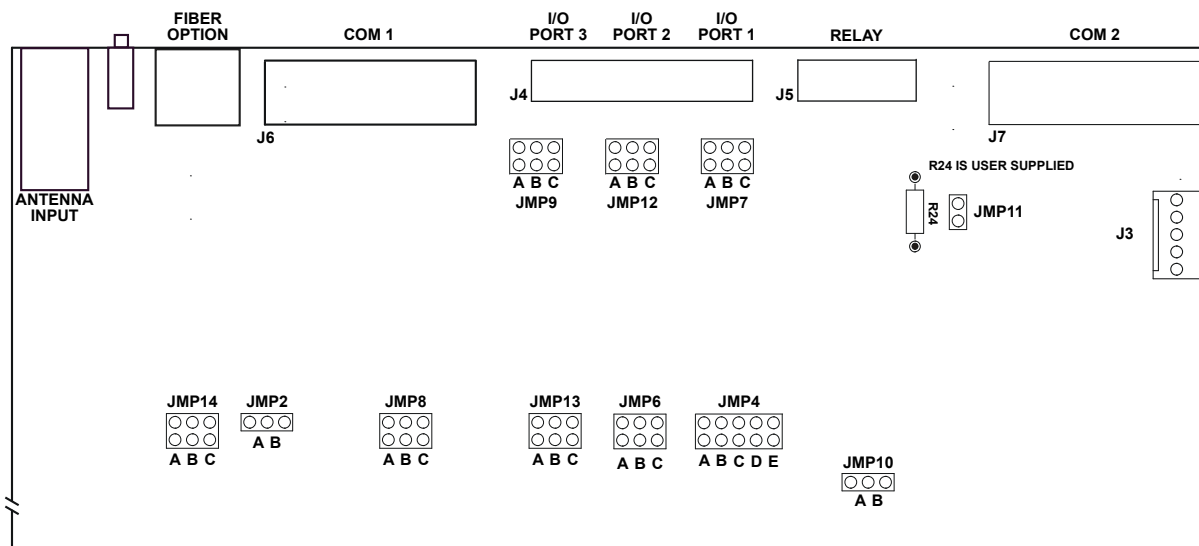 FIBER
OPTION
COM 1
I/O
PORT 3
I/O
PORT 2
I/O
PORT 1
RELAY
COM 2
J4
J5
J6
J7
A B C
JMP9
A B C
JMP12
A B C
JMP7
R24 IS USER SUPPLIED
ANTENNA
INPUT
R24
JMP11
J3
JMP14
A B C
JMP2
A B
JMP8
A B C
JMP13
A B C
JMP6
A B C
JMP4
A B C D E
JMP10
A B